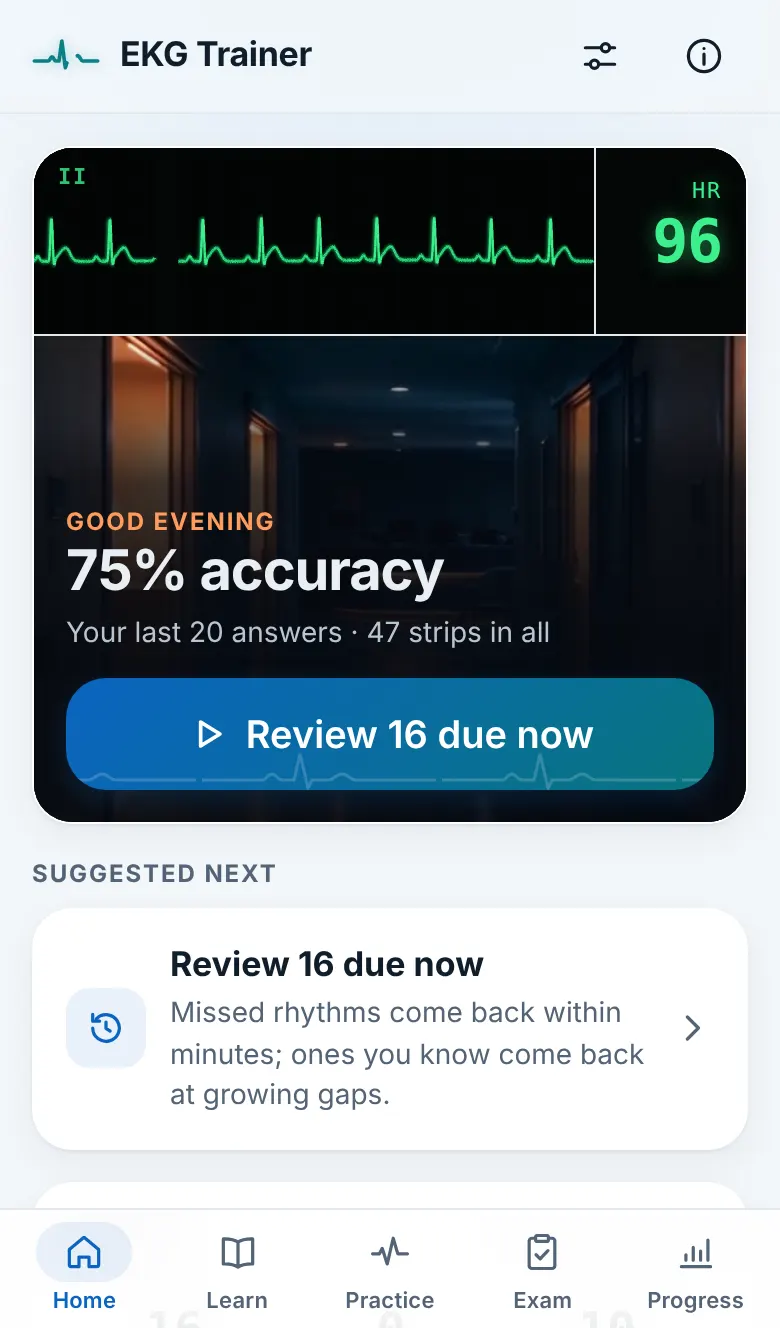 EKG Trainer
II
HR
96
GOOD EVENING
75% accuracy
Your last 20 answers · 47 strips in all
Review 16 due now
SUGGESTED NEXT
Review 16 due now
Missed rhythms come back within
minutes; ones you know come back
at growing gaps.
Home
Learn
Practice
Exam
Progress